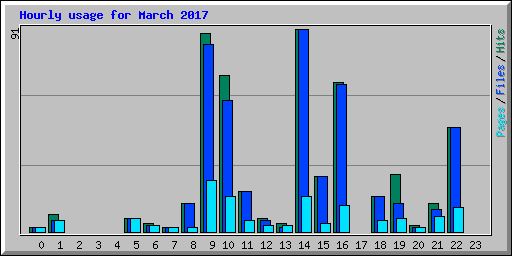 Hourly usage for March 2017
91
Pages / Files / Hits
0 1 2 3 4 5 6 7 8 9 10 11 12 13 14 15 16 17 18 19 20 21 22 23